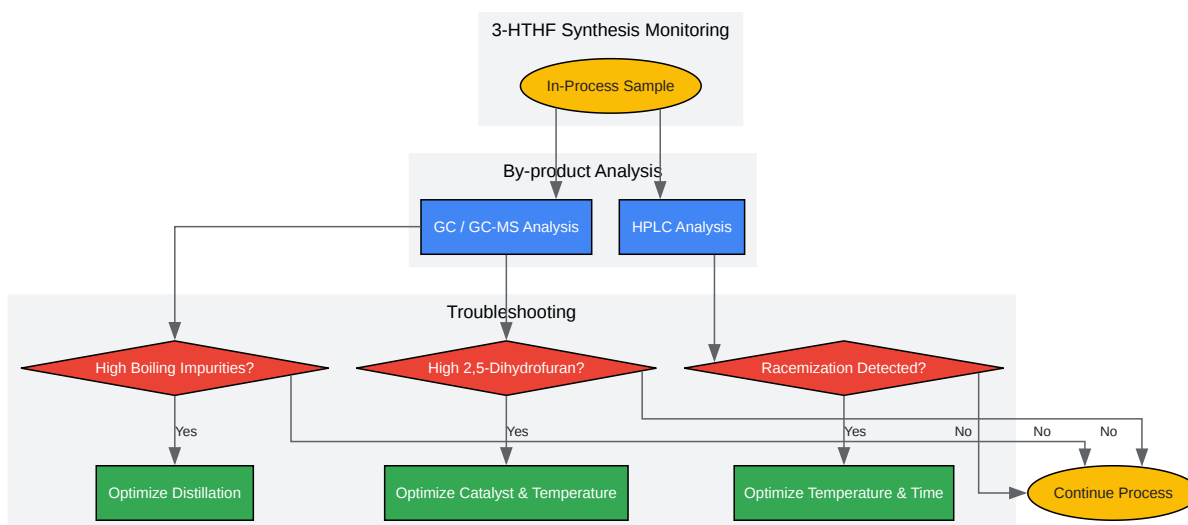 3-HTHF Synthesis Monitoring
In-Process Sample
By-product Analysis
GC / GC-MS Analysis
HPLC Analysis
Troubleshooting
High Boiling Impurities?
High 2,5-Dihydrofuran?
Racemization Detected?
Yes
Yes
Yes
No
No
No
Optimize Distillation
Optimize Catalyst & Temperature
Optimize Temperature & Time
Continue Process